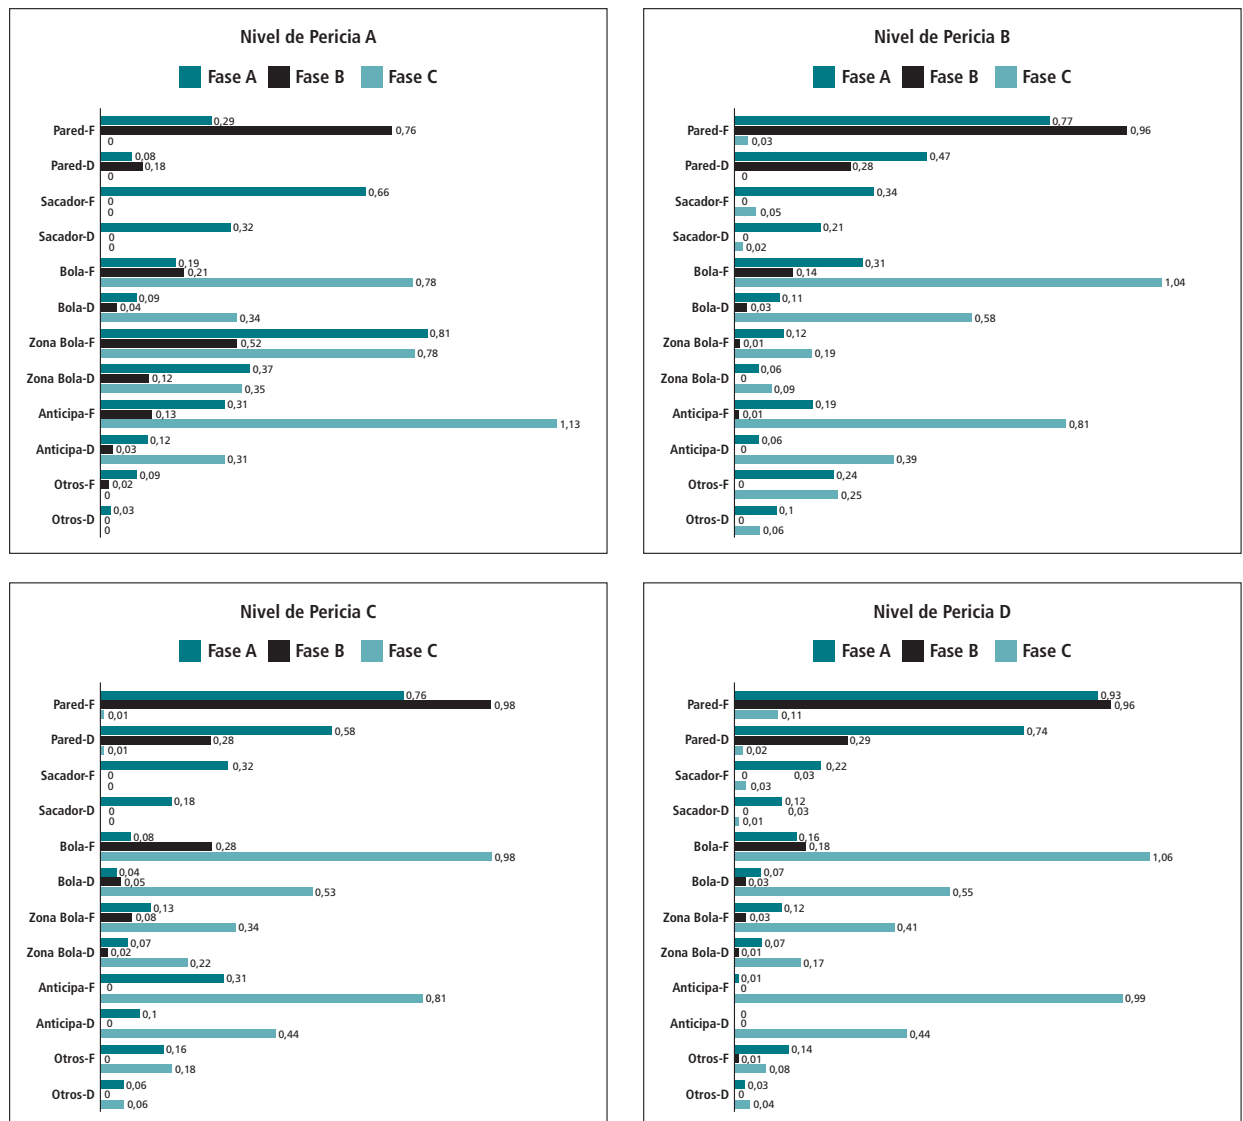 Nivel de Pericia A
Fase A Fase B Fase C
Pared-F 0,29 0,76 0
Pared-D 0,08 0,18 0
Sacador-F 0,66 0 0
Sacador-D 0,32 0 0
Bola-F 0,19 0,21 0,78
Bola-D 0,09 0,04 0,34
Zona Bola-F 0,81 0,52 0,78
Zona Bola-D 0,37 0,12 0,35
Anticipa-F 0,31 0,13 1,13
Anticipa-D 0,12 0,03 0,31
Otros-F 0,09 0,02 0
Otros-D 0,03 0 0
Nivel de Pericia B
Fase A Fase B Fase C
Pared-F 0,77 0,96 0,03
Pared-D 0,47 0,28 0
Sacador-F 0,34 0 0,05
Sacador-D 0,21 0 0,02
Bola-F 0,31 0,14 1,04
Bola-D 0,11 0,03 0,58
Zona Bola-F 0,12 0,01 0,19
Zona Bola-D 0,06 0 0,09
Anticipa-F 0,19 0,01 0,81
Anticipa-D 0,06 0 0,39
Otros-F 0,24 0 0,25
Otros-D 0,1 0 0,06
Nivel de Pericia C
Fase A Fase B Fase C
Pared-F 0,76 0,98 0,01
Pared-D 0,58 0,28 0,01
Sacador-F 0,32 0 0
Sacador-D 0,18 0 0
Bola-F 0,08 0,28 0,98
Bola-D 0,04 0,05 0,53
Zona Bola-F 0,13 0,08 0,34
Zona Bola-D 0,07 0,02 0,22
Anticipa-F 0,31 0 0,81
Anticipa-D 0,1 0 0,44
Otros-F 0,16 0 0,18
Otros-D 0,06 0 0,06
Nivel de Pericia D
Fase A Fase B Fase C
Pared-F 0,93 0,96 0,11
Pared-D 0,74 0,29 0,02
Sacador-F 0,22 0 0,03 0,03
Sacador-D 0,12 0 0,03 0,01
Bola-F 0,16 0,18 1,06
Bola-D 0,07 0,03 0,55
Zona Bola-F 0,12 0,03 0,41
Zona Bola-D 0,07 0,01 0,17
Anticipa-F 0,01 0 0,99
Anticipa-D 0 0 0,44
Otros-F 0,14 0,01 0,08
Otros-D 0,03 0 0,04